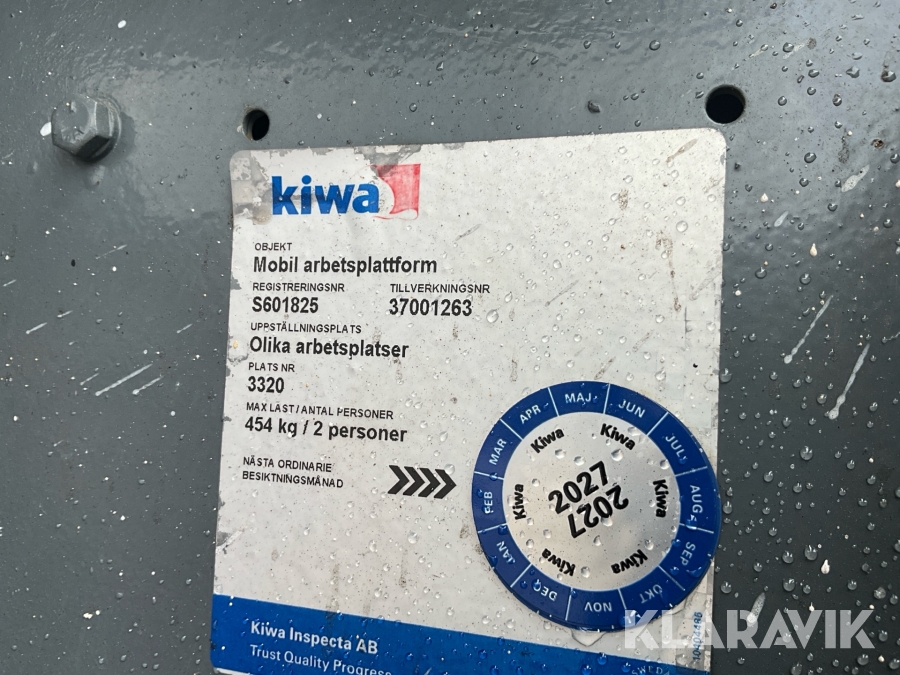 kiwa
OBJEKT
Mobil arbetsplattform
REGISTRERINGSNR TILLVERKNINGSNR
S601825 37001263
UPPSTÄLLNINGSPLATS
Olika arbetsplatser
PLATS NR
3320
MAX LAST / ANTAL PERSONER
454 kg / 2 personer
NÄSTA ORDINARIE
BESIKTNINGSMÅNAD
JAN FEB MAR APR MAJ JUN JUL AUG SEP OKT NOV DEC
Kiwa Kiwa Kiwa Kiwa Kiwa Kiwa
2027
2027
Kiwa Inspecta AB
Trust Quality Progress
KLARAVIK